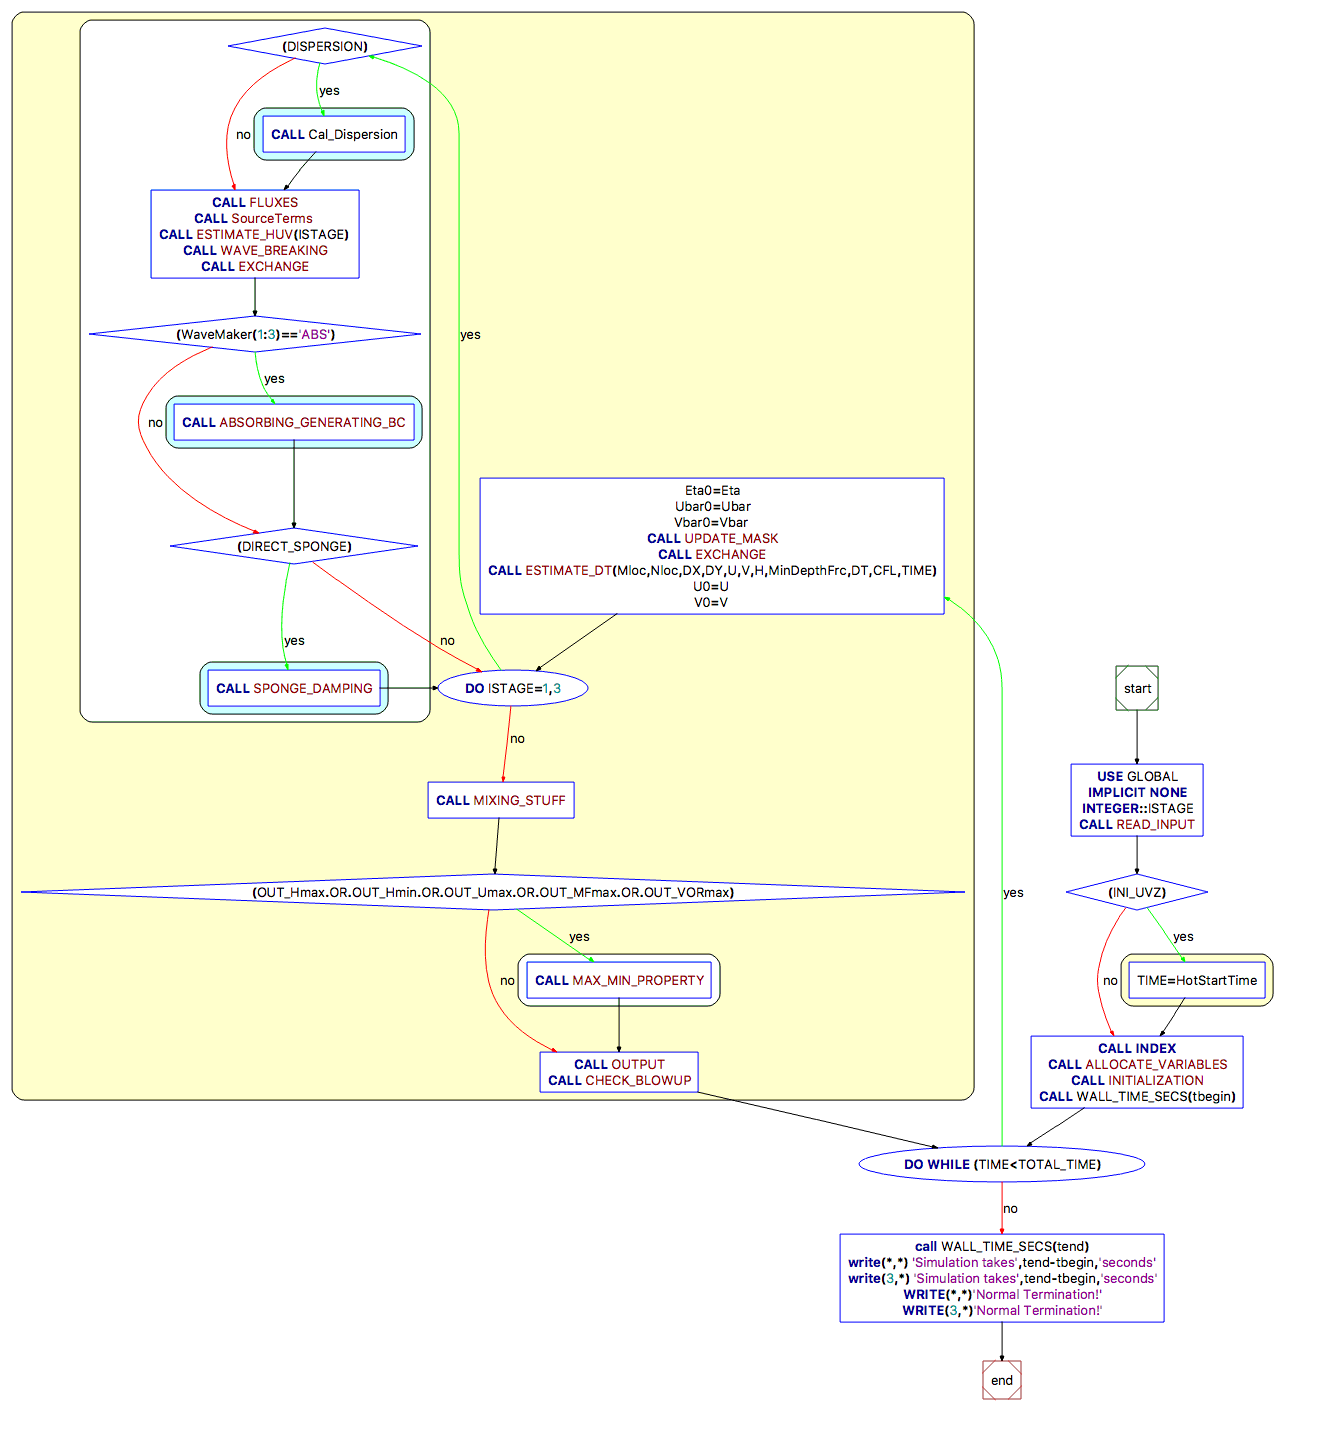 (DISPERSION)
yes
no
CALL Cal_Dispersion
CALL FLUXES
CALL SourceTerms
CALL ESTIMATE_HUV(ISTAGE)
CALL WAVE_BREAKING
CALL EXCHANGE
(WaveMaker(1:3)=='ABS')
yes
yes
no
CALL ABSORBING_GENERATING_BC
Eta0=Eta
Ubar0=Ubar
Vbar0=Vbar
CALL UPDATE_MASK
CALL EXCHANGE
CALL ESTIMATE_DT(Mloc,Nloc,DX,DY,U,V,H,MinDepthFrc,DT,CFL,TIME)
U0=U
V0=V
(DIRECT_SPONGE)
yes
no
CALL SPONGE_DAMPING
DO ISTAGE=1,3
no
CALL MIXING_STUFF
(OUT_Hmax.OR.OUT_Hmin.OR.OUT_Umax.OR.OUT_MFmax.OR.OUT_VORmax)
yes
no
CALL MAX_MIN_PROPERTY
CALL OUTPUT
CALL CHECK_BLOWUP
yes
start
USE GLOBAL
IMPLICIT NONE
INTEGER::ISTAGE
CALL READ_INPUT
(INI_UVZ)
yes
no
TIME=HotStartTime
CALL INDEX
CALL ALLOCATE_VARIABLES
CALL INITIALIZATION
CALL WALL_TIME_SECS(tbegin)
DO WHILE (TIME<TOTAL_TIME)
no
call WALL_TIME_SECS(tend)
write(*,*) 'Simulation takes',tend-tbegin,'seconds'
write(3,*) 'Simulation takes',tend-tbegin,'seconds'
WRITE(*,*)'Normal Termination!'
WRITE(3,*)'Normal Termination!'
end